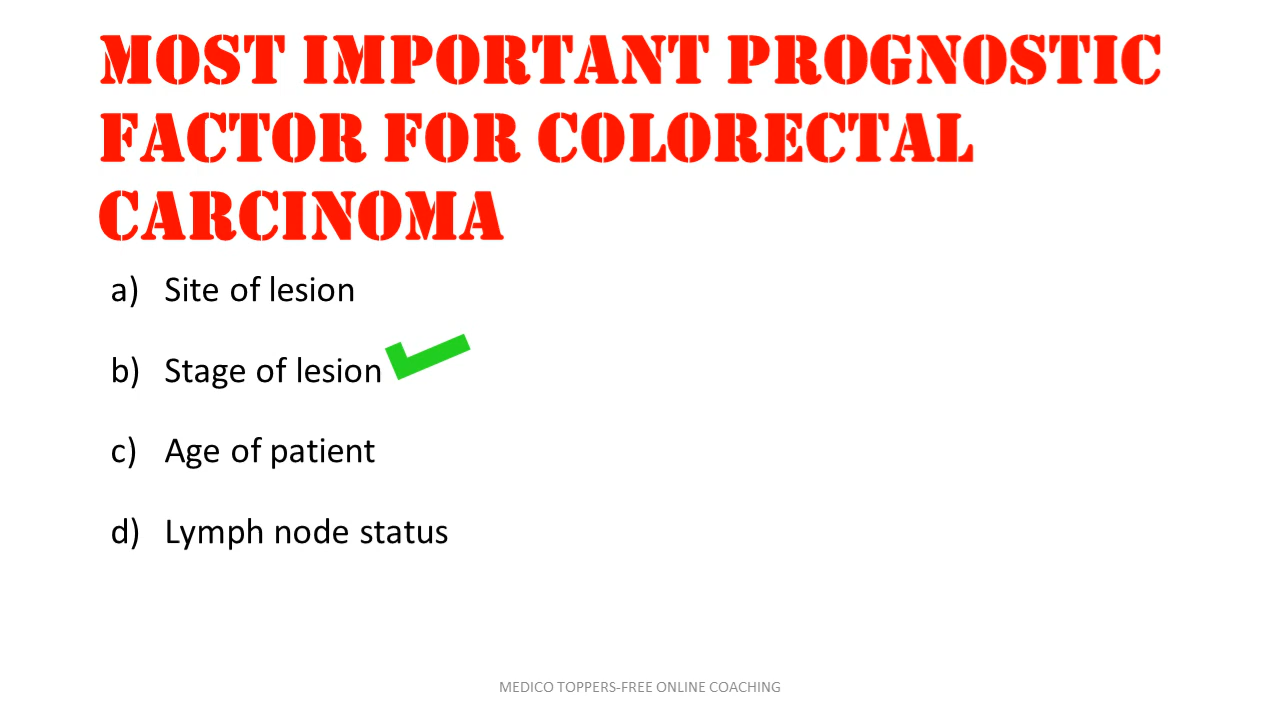 MOST IMPORTANT PROGNOSTIC
FACTOR FOR COLORECTAL
CARCINOMA
a) Site of lesion
b) Stage of lesion
c) Age of patient
d) Lymph node status
MEDICO TOPPERS-FREE ONLINE COACHING